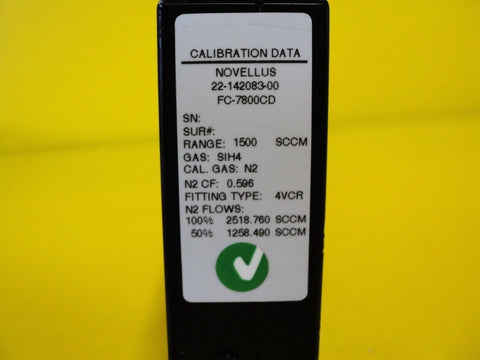 CALIBRATION DATA
NOVELLUS
22-142083-00
FC-7800CD
SN:
SUR#:
RANGE: 1500 SCCM
GAS: SIH4
CAL. GAS: N2
N2 CF: 0.596
FITTING TYPE: 4VCR
N2 FLOWS:
100% 2518.760 SCCM
50% 1258.490 SCCM